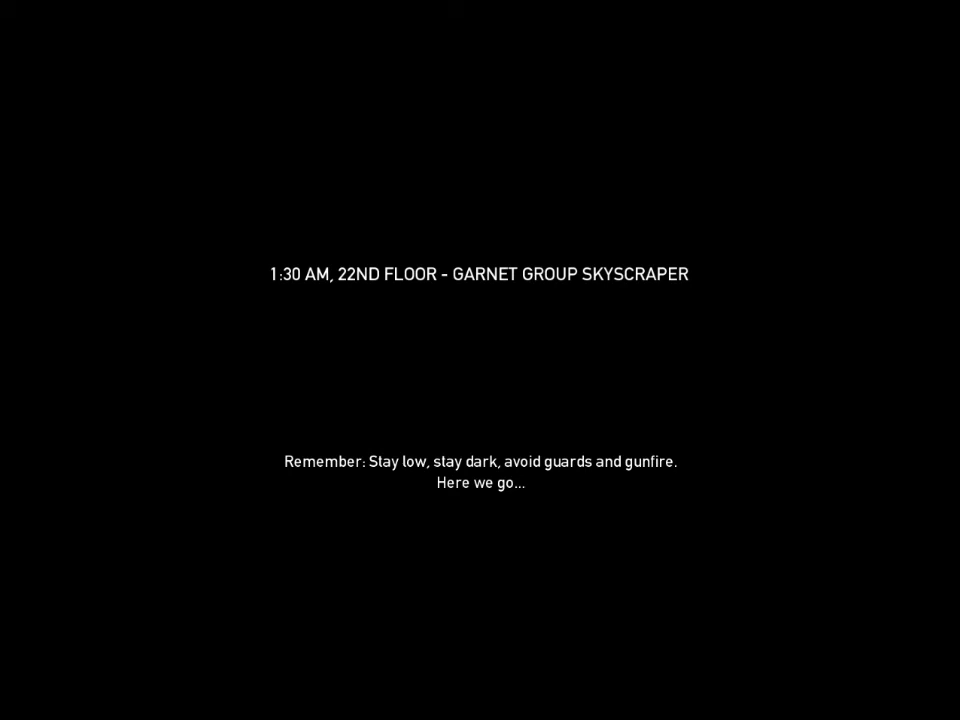 1:30 AM, 22ND FLOOR - GARNET GROUP SKYSCRAPER
Remember: Stay low, stay dark, avoid guards and gunfire.
Here we go...